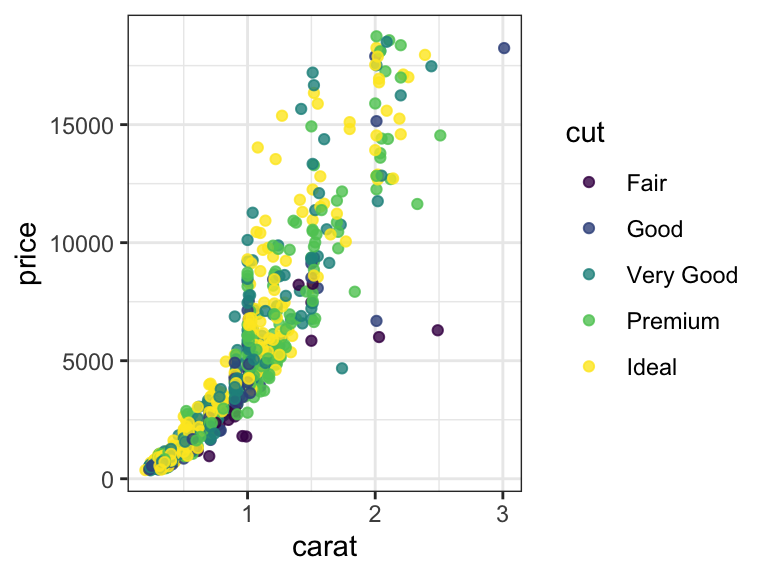 15000
10000
5000
0
price
1
2
3
carat
cut
Fair
Good
Very Good
Premium
Ideal